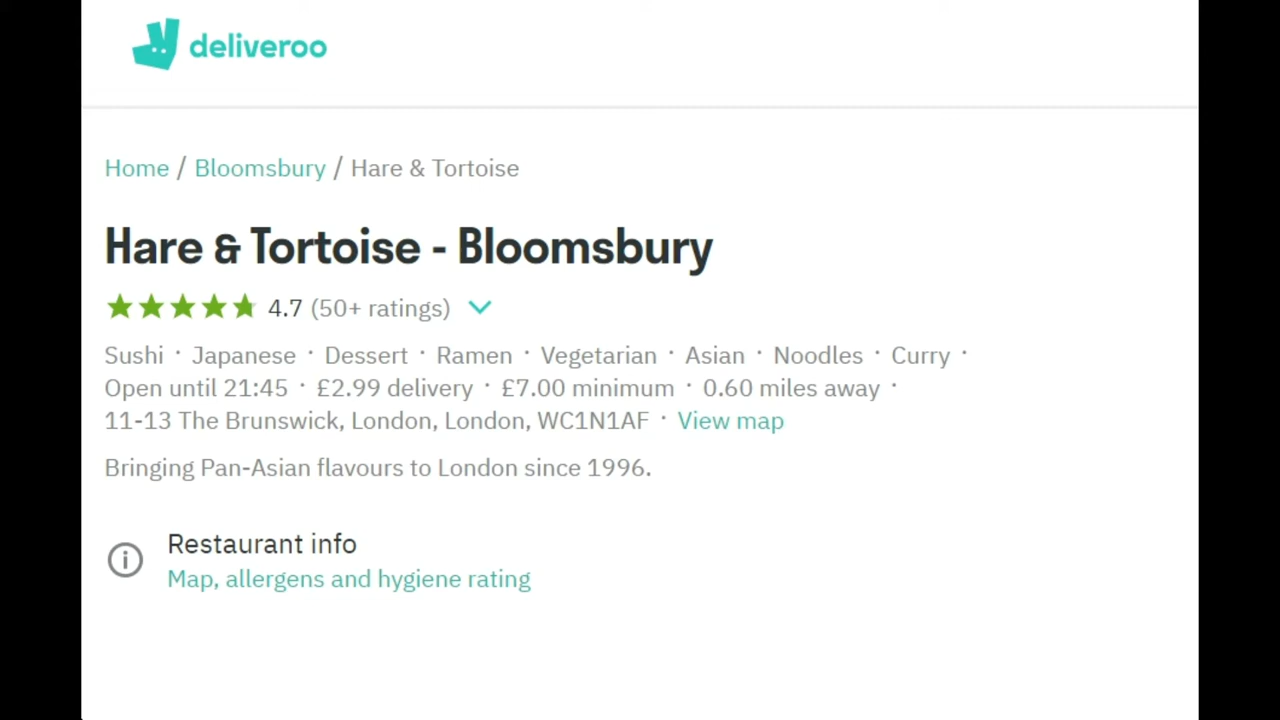 deliveroo
Home / Bloomsbury / Hare & Tortoise
Hare & Tortoise - Bloomsbury
4.7 (50+ ratings)
Sushi · Japanese · Dessert · Ramen · Vegetarian · Asian · Noodles · Curry ·
Open until 21:45 · £2.99 delivery · £7.00 minimum · 0.60 miles away ·
11-13 The Brunswick, London, London, WC1N1AF · View map
Bringing Pan-Asian flavours to London since 1996.
Restaurant info
Map, allergens and hygiene rating